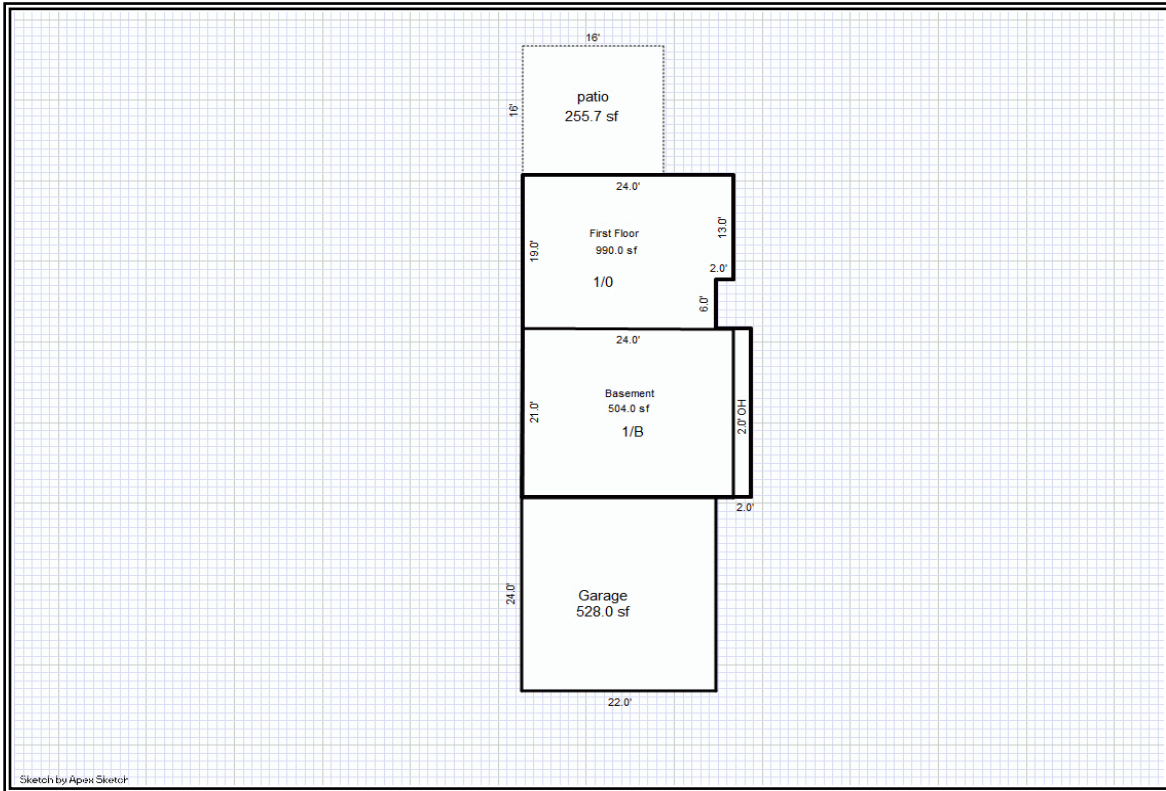 16'
16'
patio
255.7 sf
24.0'
19.0'
First Floor
990.0 sf
1/0
13.0'
2.0'
6.0'
24.0'
21.0'
Basement
504.0 sf
1/B
2.0' OH
2.0'
24.0'
Garage
528.0 sf
22.0'
Sketch by Apex Sketch